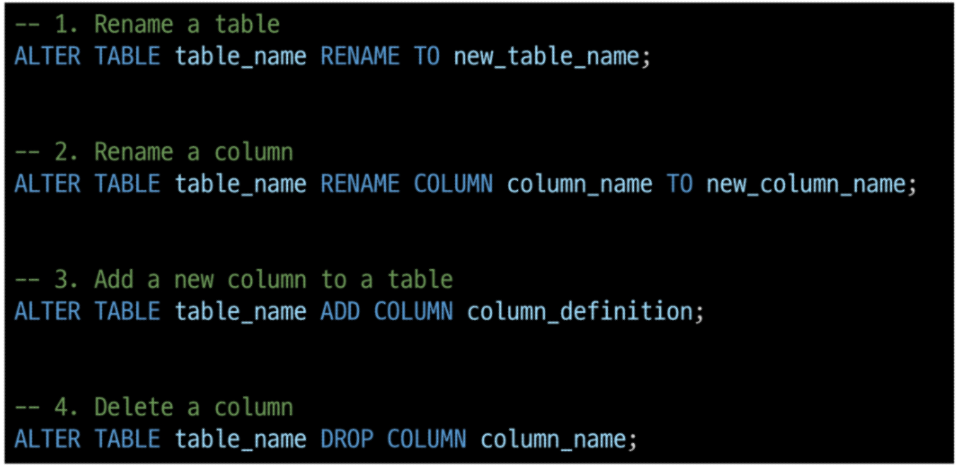 -- 1. Rename a table
ALTER TABLE table_name RENAME TO new_table_name;
-- 2. Rename a column
ALTER TABLE table_name RENAME COLUMN column_name TO new_column_name;
-- 3. Add a new column to a table
ALTER TABLE table_name ADD COLUMN column_definition;
-- 4. Delete a column
ALTER TABLE table_name DROP COLUMN column_name;